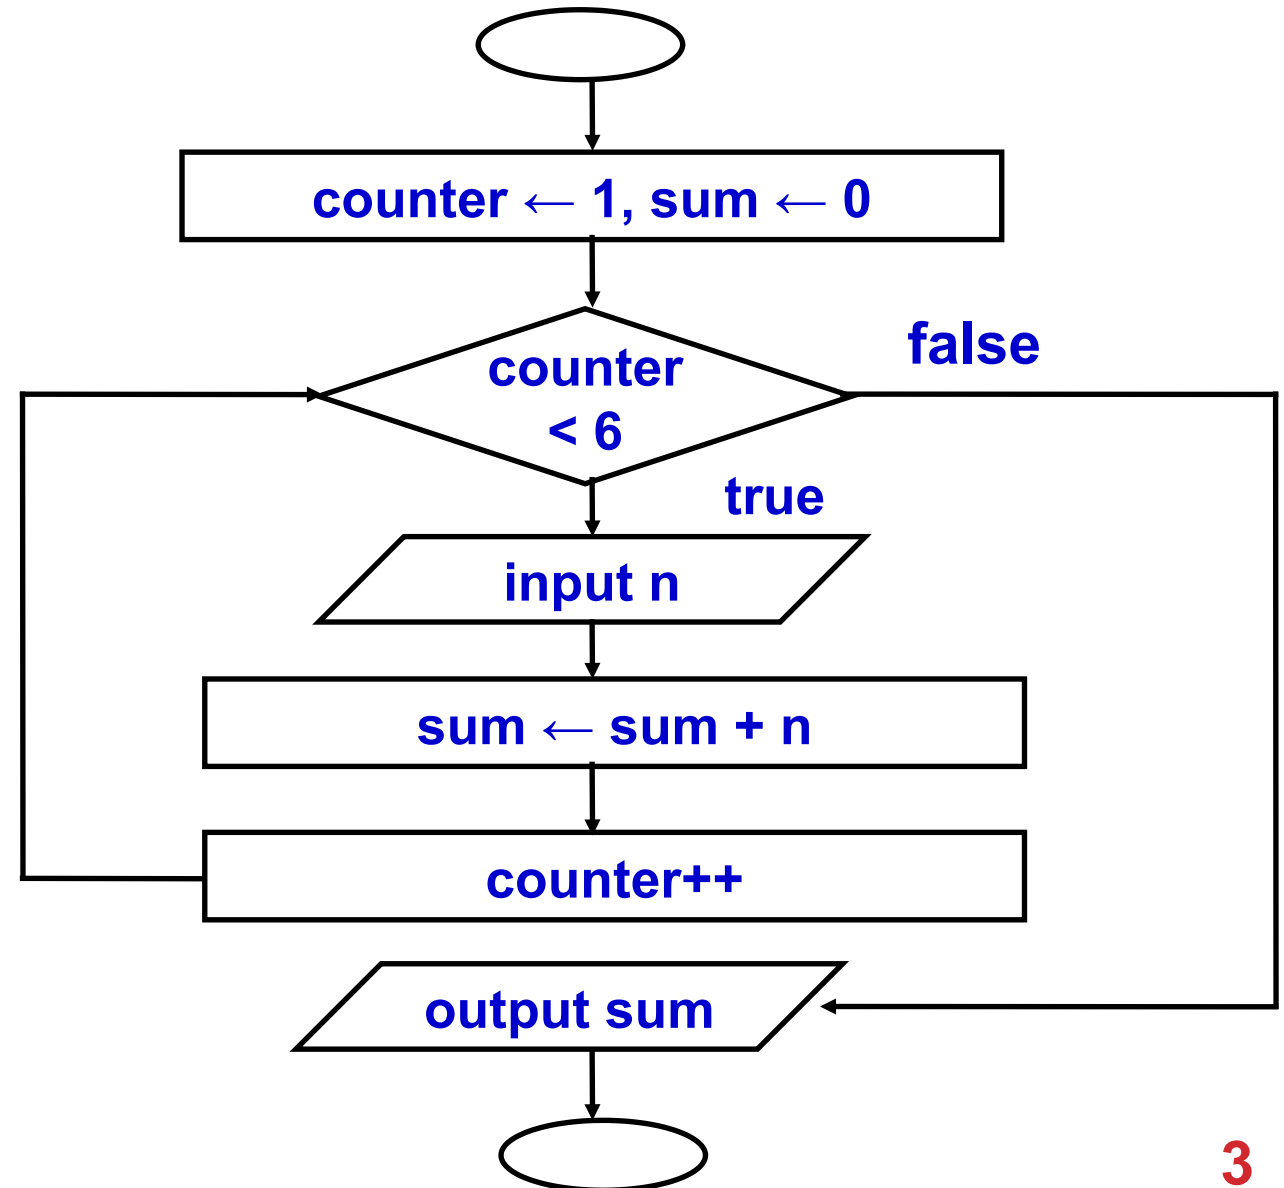 counter ← 1, sum ← 0
counter
< 6
false
true
input n
sum ← sum + n
counter++
output sum
3